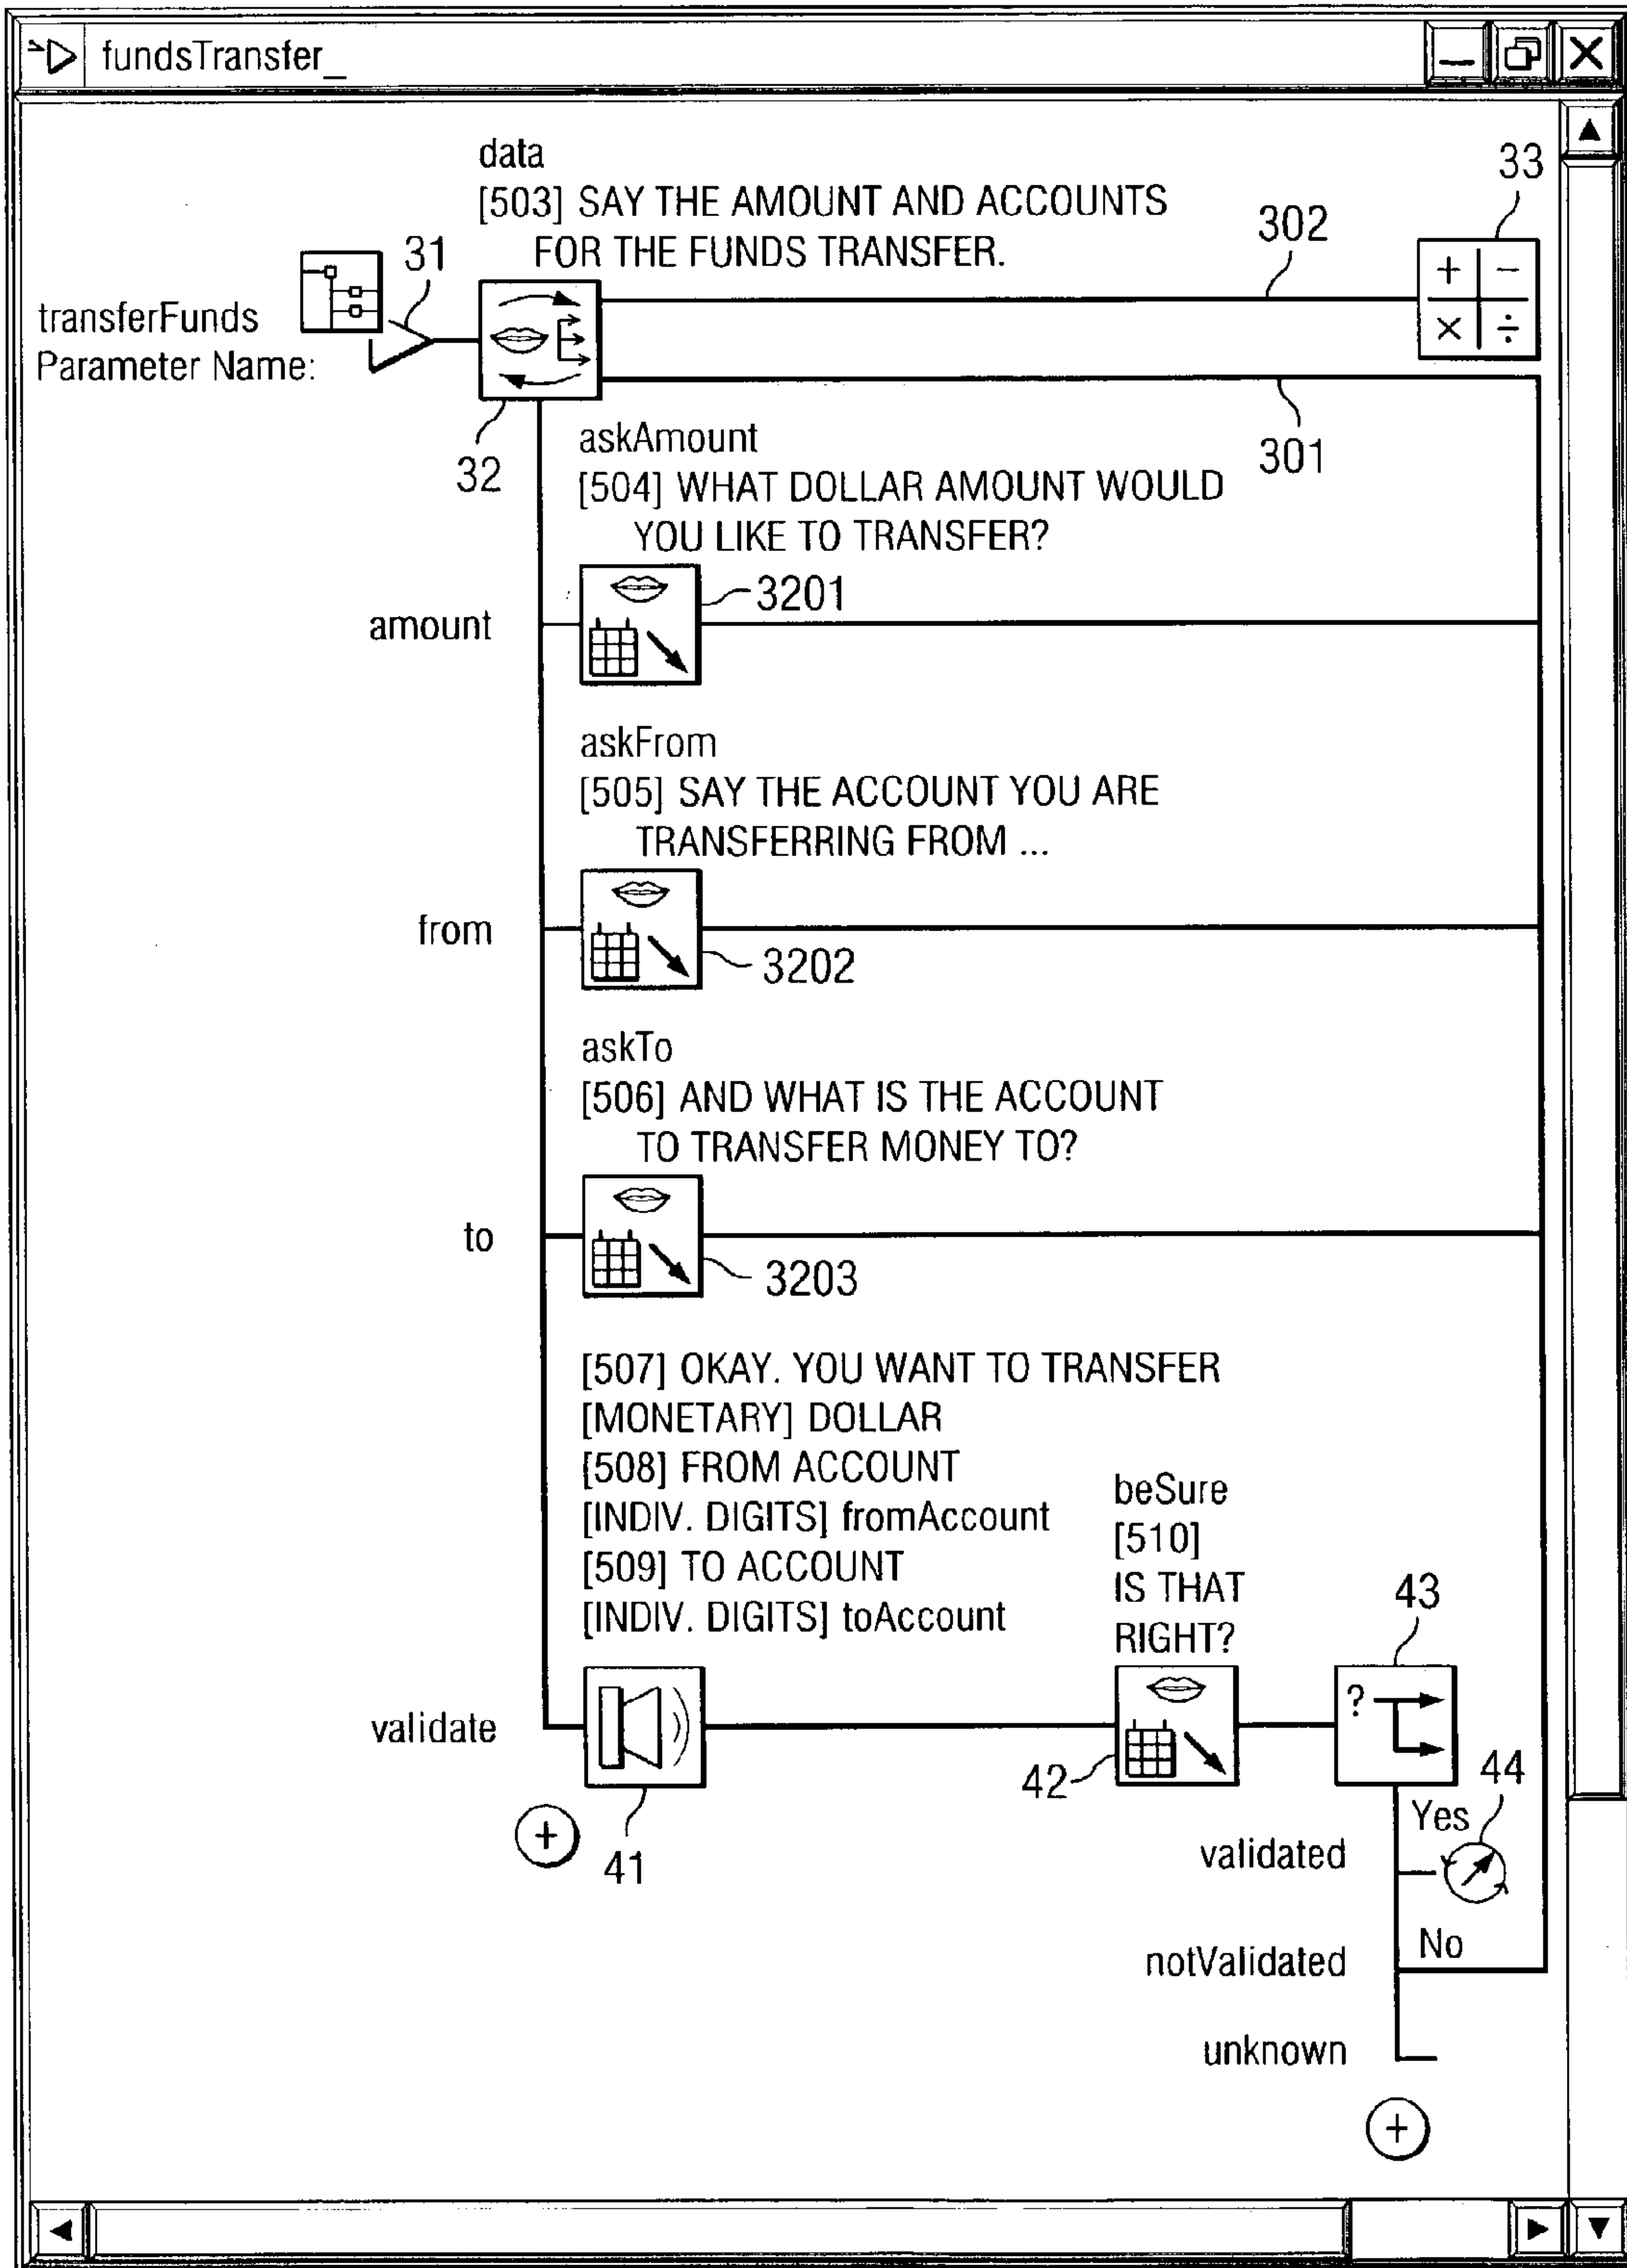 fundsTransfer_
data
33
[503] SAY THE AMOUNT AND ACCOUNTS
FOR THE FUNDS TRANSFER.
302
31
+ −
× ÷
transferFunds
Parameter Name:
32
301
askAmount
[504] WHAT DOLLAR AMOUNT WOULD
YOU LIKE TO TRANSFER?
3201
amount
askFrom
[505] SAY THE ACCOUNT YOU ARE
TRANSFERRING FROM ...
from
3202
askTo
[506] AND WHAT IS THE ACCOUNT
TO TRANSFER MONEY TO?
to
3203
[507] OKAY. YOU WANT TO TRANSFER
[MONETARY] DOLLAR
[508] FROM ACCOUNT
[INDIV. DIGITS] fromAccount
[509] TO ACCOUNT
[INDIV. DIGITS] toAccount
beSure
[510]
IS THAT
RIGHT?
43
?
validate
42
44
41
+
Yes
validated
No
notValidated
unknown
+